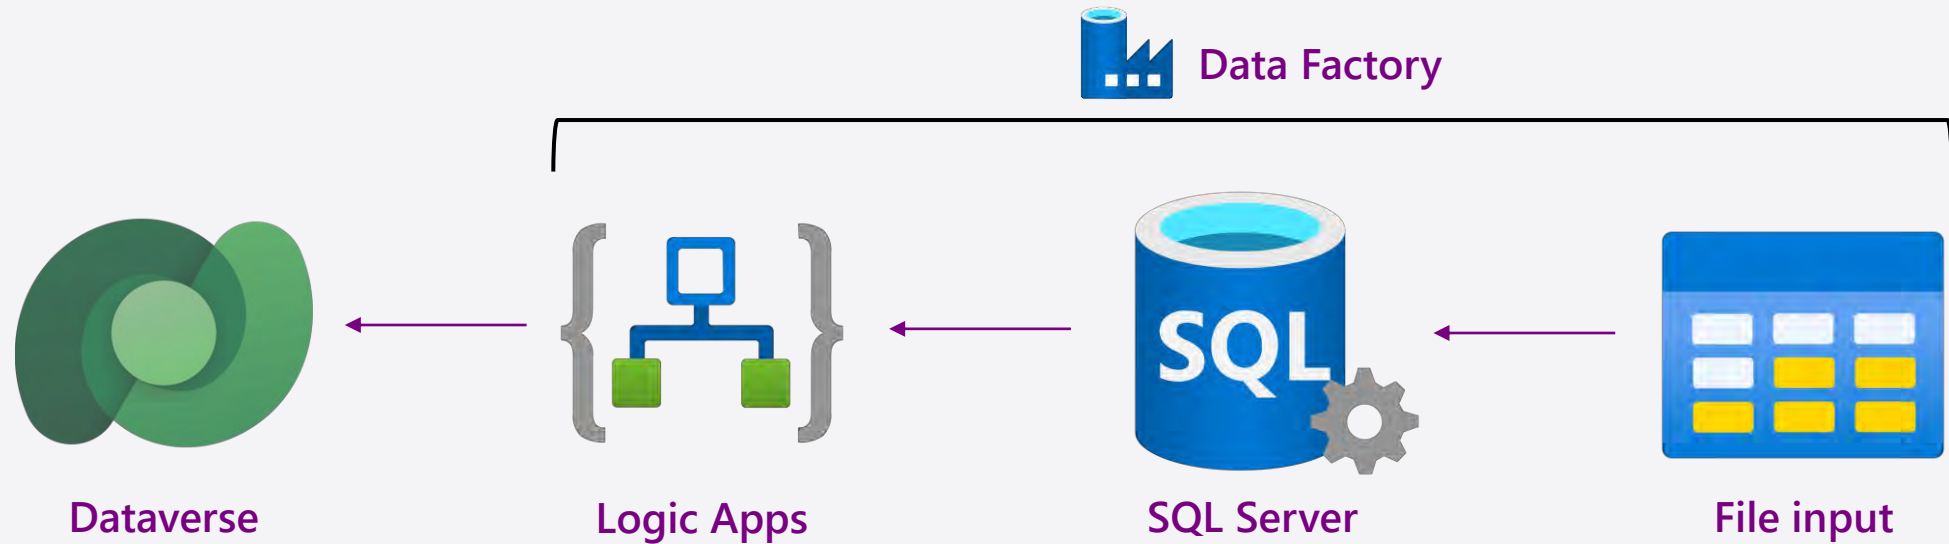 Data Factory
SQL
Dataverse
Logic Apps
SQL Server
File input